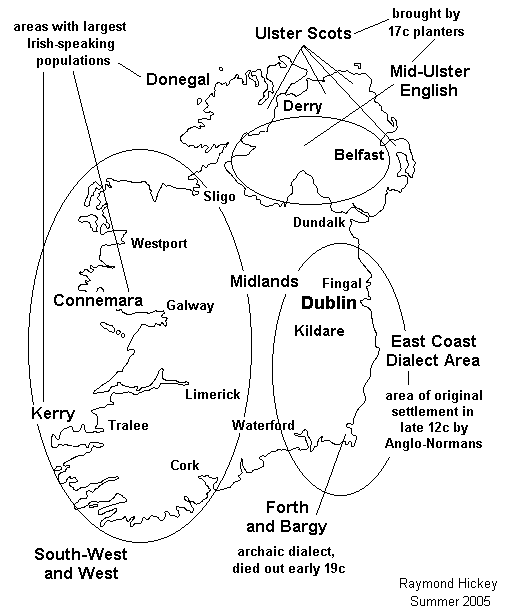 areas with largest
Irish-speaking
populations
Ulster Scots
brought by
17c planters
Donegal
Mid-Ulster
English
Derry
Belfast
Sligo
Dundalk
Westport
Midlands
Fingal
Connemara
Galway
Dublin
Kildare
East Coast
Dialect Area
area of original
settlement in
late 12c by
Anglo-Normans
Limerick
Kerry
Tralee
Waterford
Cork
Forth
and Bargy
archaic dialect,
died out early 19c
South-West
and West
Raymond Hickey
Summer 2005